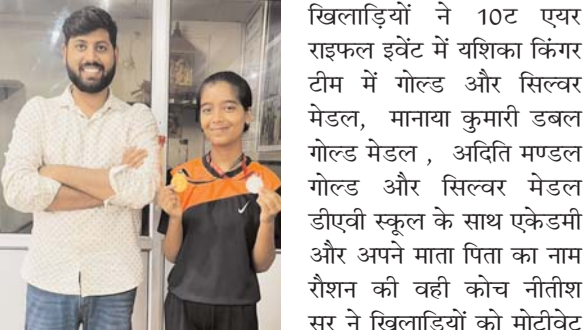 खिलाड़ियों ने 10ट एयर
राइफल इवेंट में यशिका किंगर
टीम में गोल्ड और सिल्वर
मेडल, मानाया कुमारी डबल
गोल्ड मेडल , अदिति मण्डल
गोल्ड और सिल्वर मेडल
डीएवी स्कूल के साथ एकेडमी
और अपने माता पिता का नाम
रौशन की वही कोच नीतीश
सर ने खिलाड़ियों को मोटीवेट